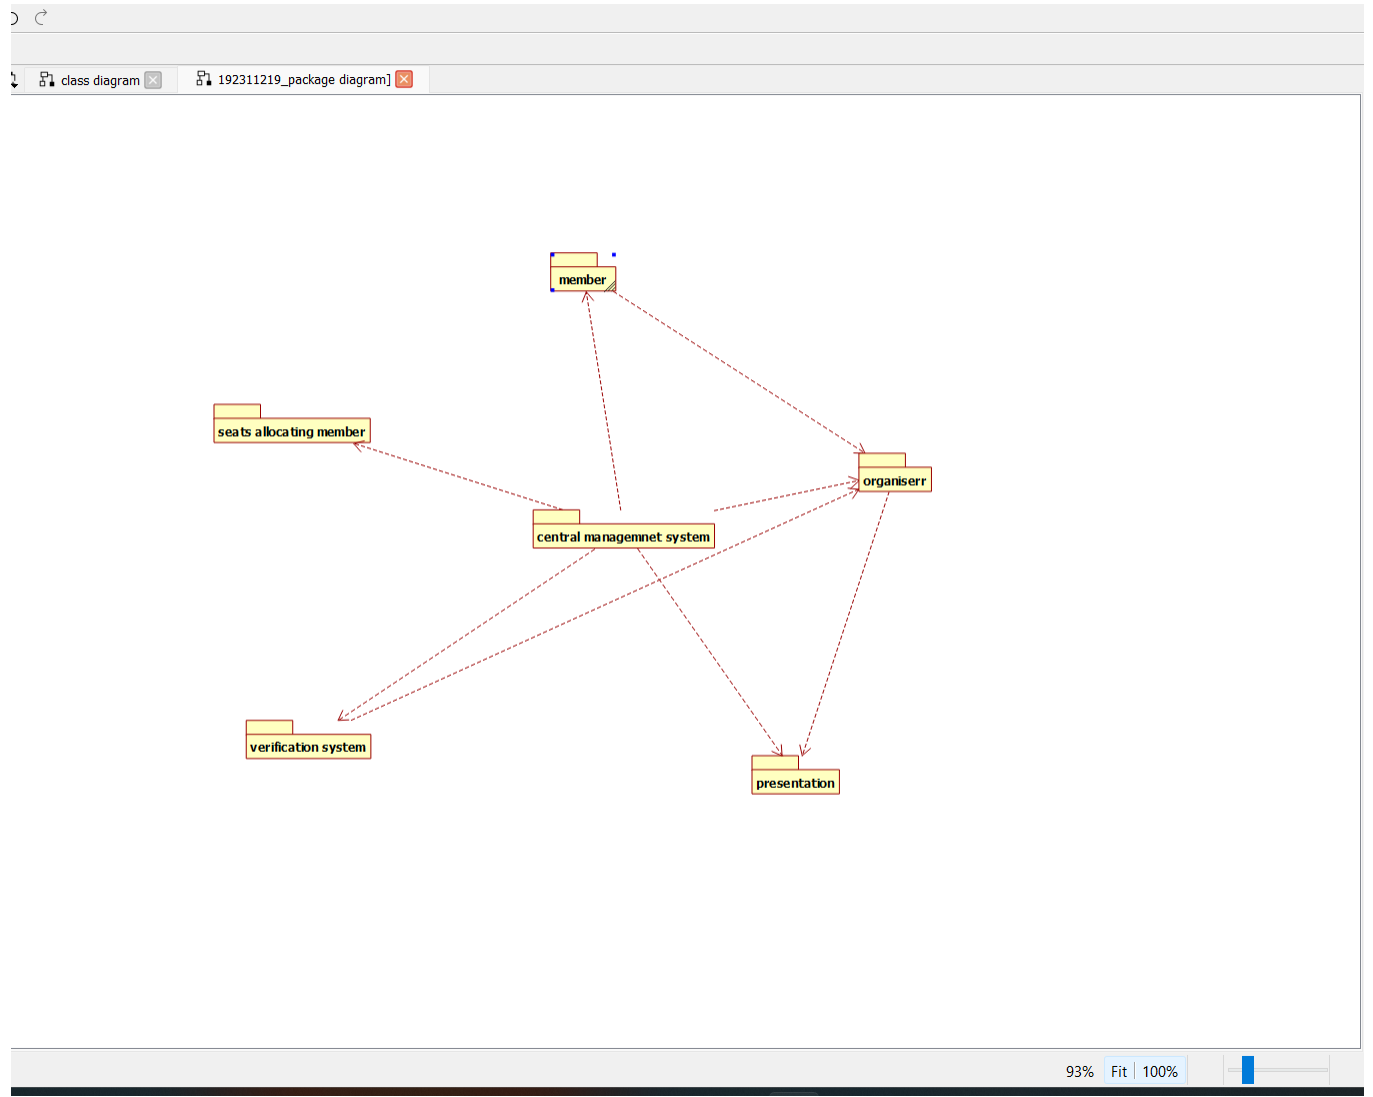 class diagram
192311219_package diagram]
member
seats allocating member
organiserr
central managemnet system
verification system
presentation
93% Fit 100%